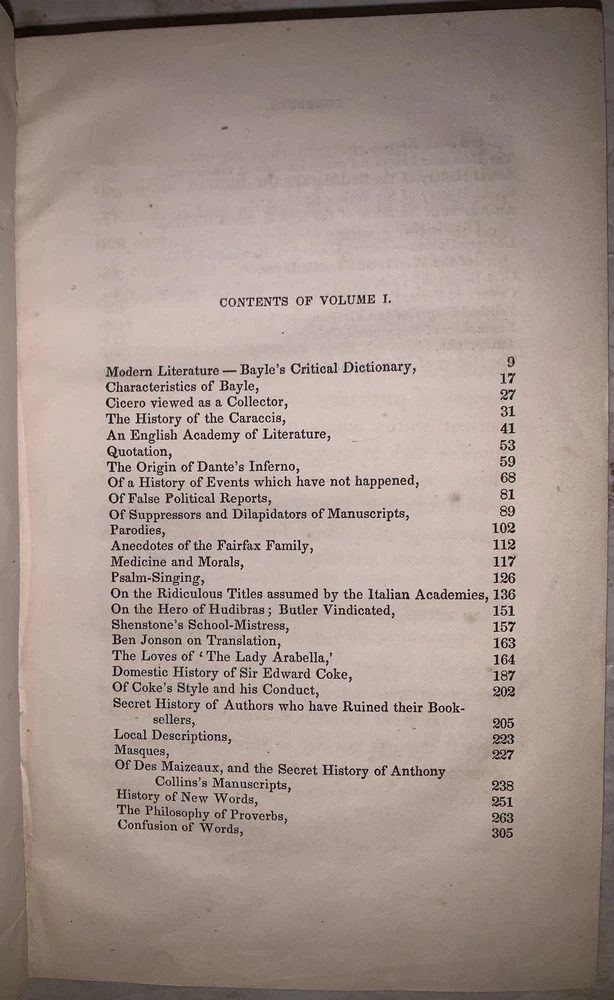 CONTENTS OF VOLUME I.
Modern Literature — Bayle's Critical Dictionary, 9
Characteristics of Bayle, 17
Cicero viewed as a Collector, 27
The History of the Caraccis, 31
An English Academy of Literature, 41
Quotation, 53
The Origin of Dante's Inferno, 59
Of a History of Events which have not happened, 68
Of False Political Reports, 81
Of Suppressors and Dilapidators of Manuscripts, 89
Parodies, 102
Anecdotes of the Fairfax Family, 112
Medicine and Morals, 117
Psalm-Singing, 126
On the Ridiculous Titles assumed by the Italian Academies, 136
On the Hero of Hudibras; Butler Vindicated, 151
Shenstone's School-Mistress, 157
Ben Jonson on Translation, 163
The Loves of 'The Lady Arabella,' 164
Domestic History of Sir Edward Coke, 187
Of Coke's Style and his Conduct, 202
Secret History of Authors who have Ruined their Book-
sellers, 205
Local Descriptions, 223
Masques, 227
Of Des Maizeaux, and the Secret History of Anthony
Collins's Manuscripts, 238
History of New Words, 251
The Philosophy of Proverbs, 263
Confusion of Words, 305